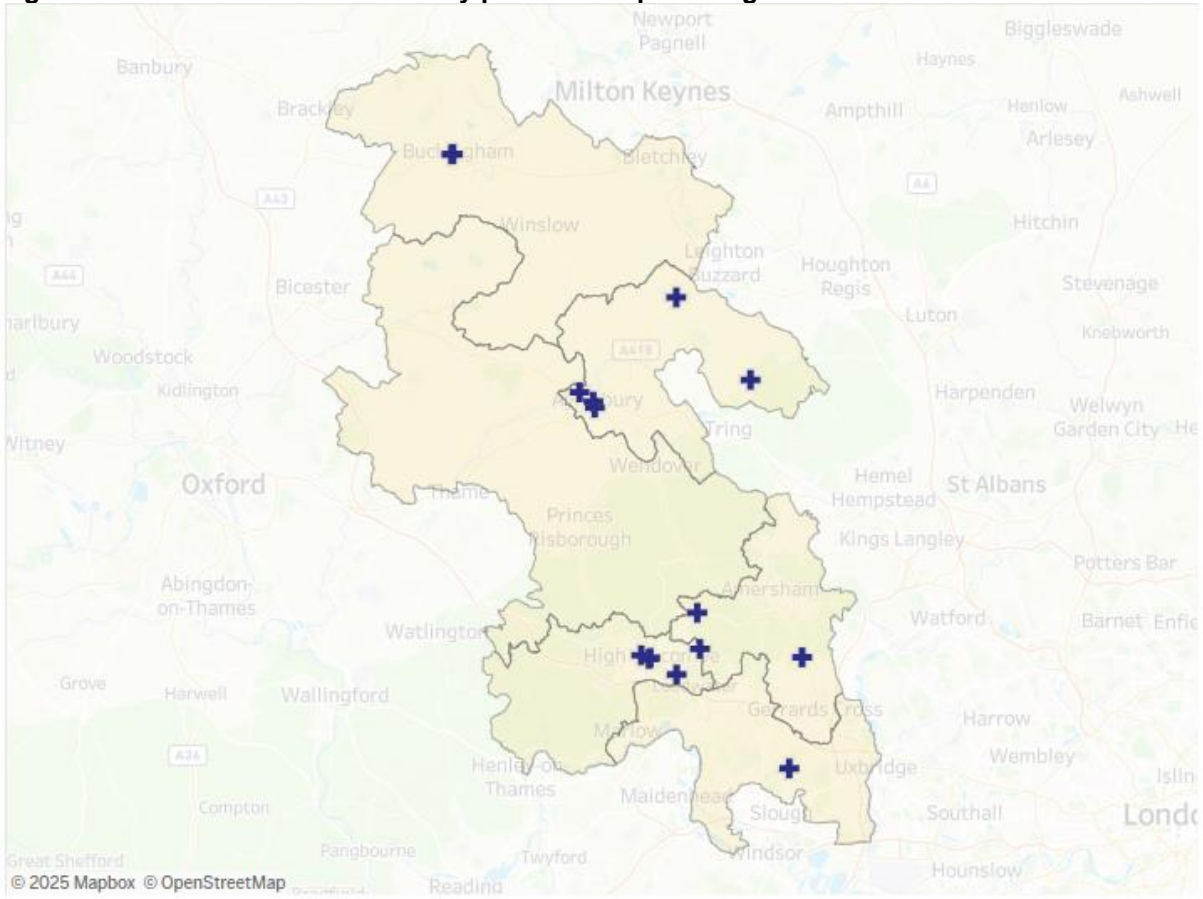 Newport
Pagnell
Biggleswade
Banbury
Haynes
Milton Keynes
Ashwell
Brackley
Ampthill
Henlow
Arlesey
Bletchley
A43
A6
Winslow
Hitchin
Leighton
Buzzard
Houghton
Regis
A44
Bicester
Stevenage
Luton
Knebworth
Woodstock
A418
Kidlington
Harpenden
Welwyn
Garden City
Witney
Tring
Wendover
Oxford
Thame
Hemel
Hempstead
St Albans
Princes
Risborough
Kings Langley
Potters Bar
Abingdon-
on-Thames
Amersham
Watford
Barnet
Watlington
Grove
Harwell
Wallingford
Gerrards Cross
Harrow
Marlow
Wembley
A34
Henley-on-
Thames
Uxbridge
Maidenhead
Slough
Southall
Compton
Pangbourne
Twyford
Windsor
Great Shefford
Hounslow
© 2025 Mapbox © OpenStreetMap
Reading